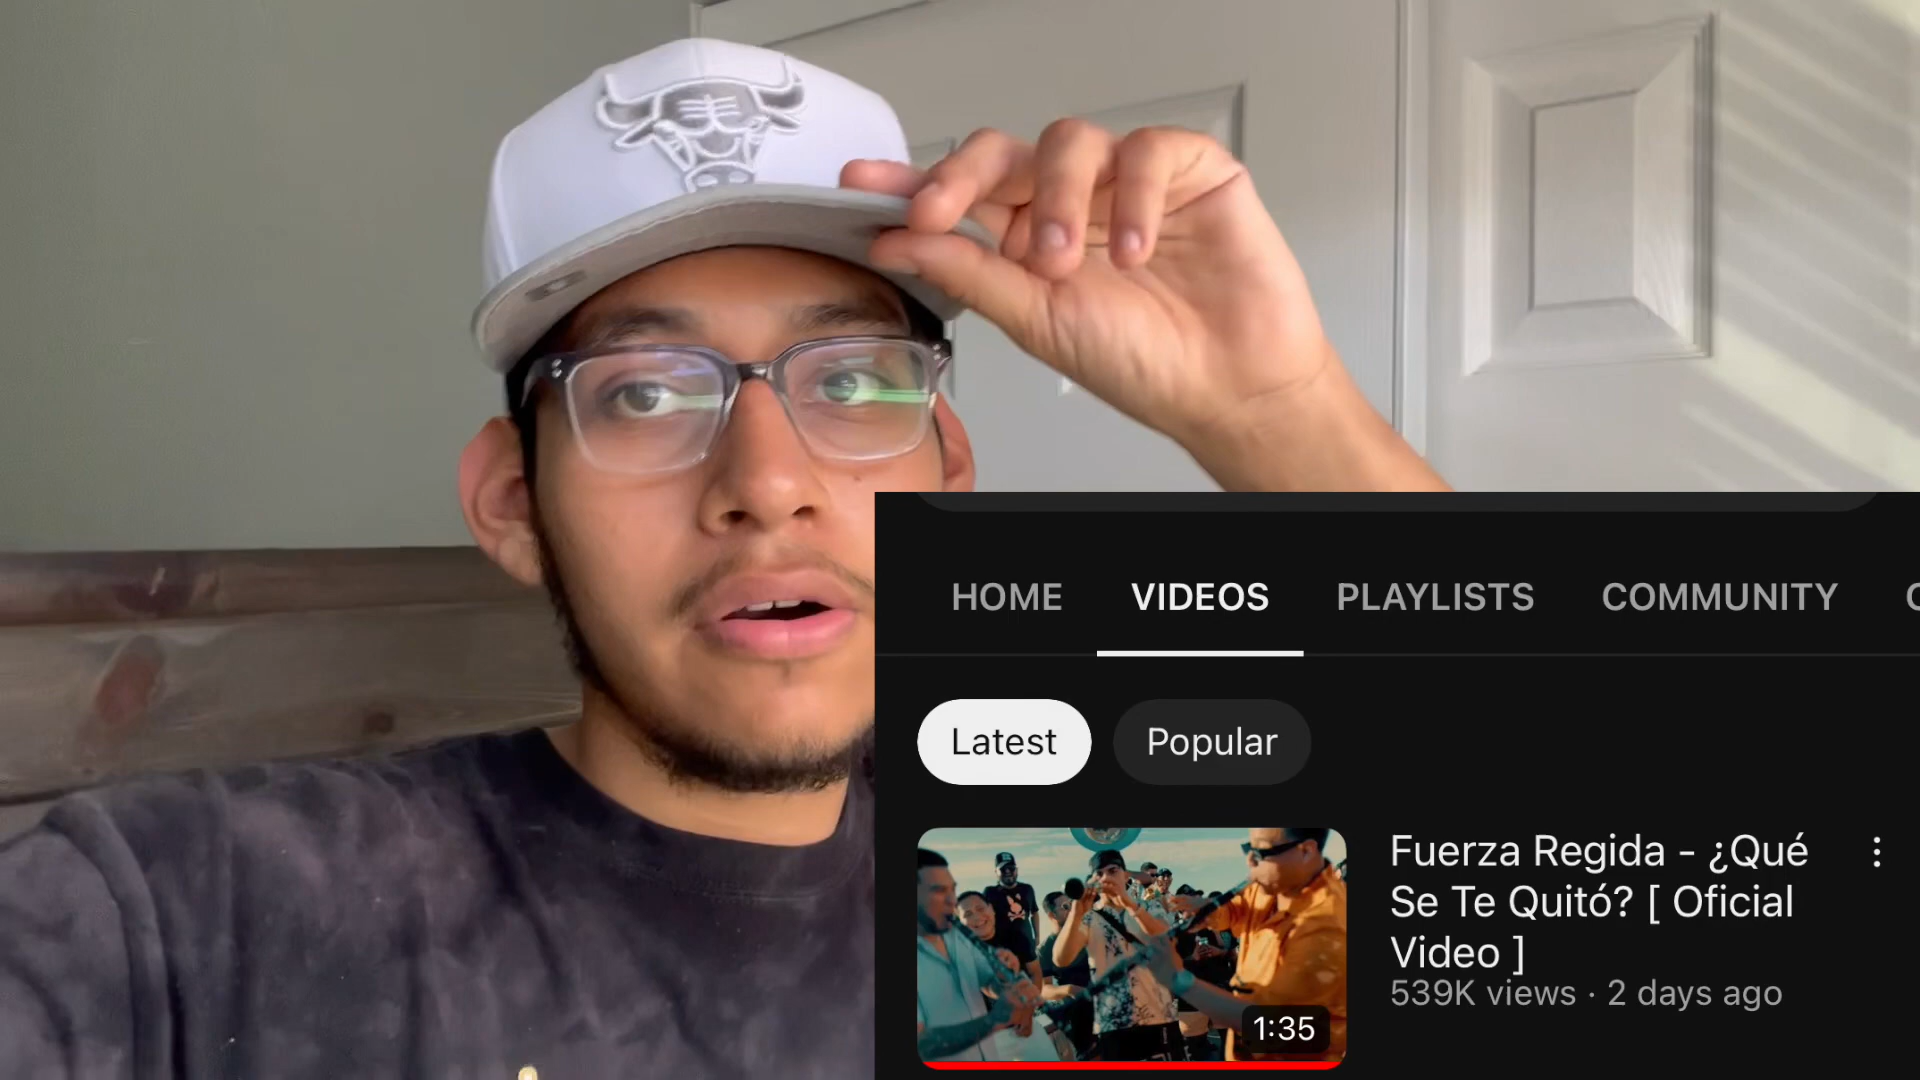 HOME VIDEOS PLAYLISTS COMMUNITY
Latest Popular
Fuerza Regida - ¿Qué
Se Te Quitó? [ Oficial
Video ]
539K views · 2 days ago
1:35